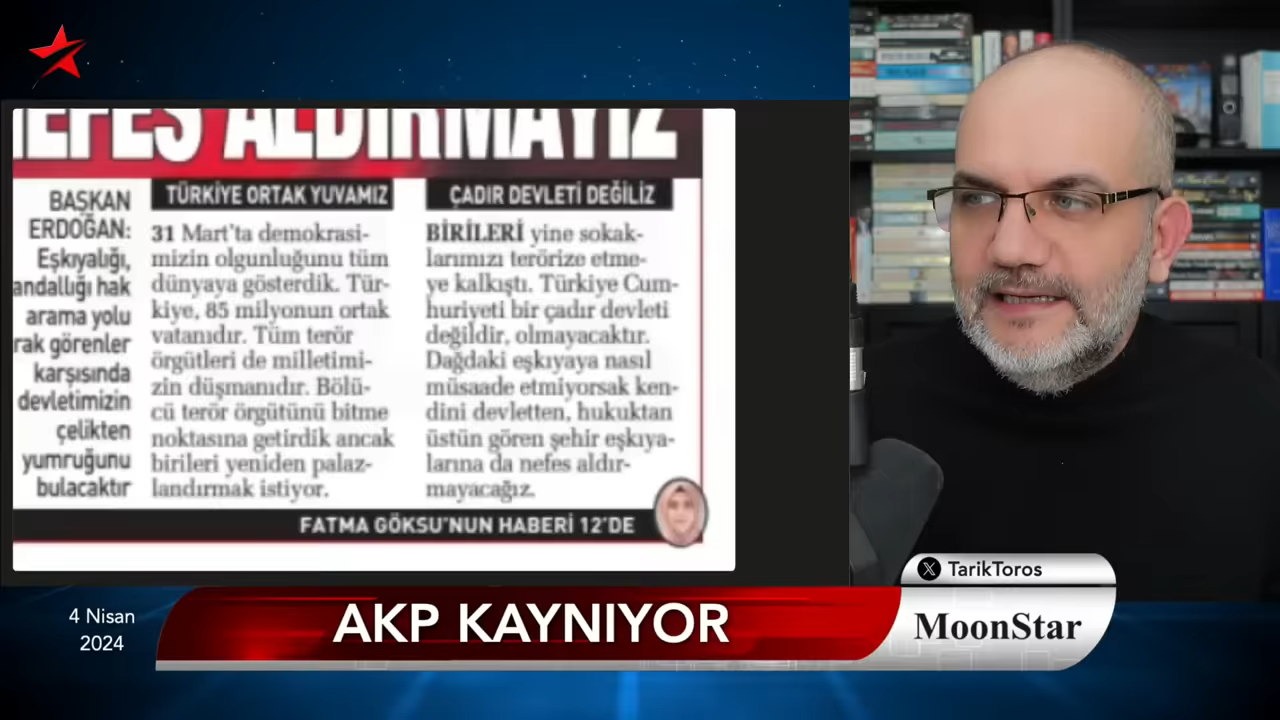 NEFES ALDIRMAYIZ
BAŞKAN
ERDOĞAN:
Eşkıyalığı,
andallığı hak
arama yolu
rak görenler
karşısında
devletimizin
çelikten
yumruğunu
bulacaktır
TÜRKİYE ORTAK YUVAMIZ
31 Mart'ta demokrasi-
mizin olgunluğunu tüm
dünyaya gösterdik. Tür-
kiye, 85 milyonun ortak
vatanıdır. Tüm terör
örgütleri de milletimi-
zin düşmanıdır. Bölü-
cü terör örgütünü bitme
noktasına getirdik ancak
birileri yeniden palaz-
landırmak istiyor.
ÇADIR DEVLETİ DEĞİLİZ
BİRİLERİ yine sokak-
larımızı terörize etme-
ye kalkıştı. Türkiye Cum-
huriyeti bir çadır devleti
değildir, olmayacaktır.
Dağdaki eşkıyaya nasıl
müsaade etmiyorsak ken-
dini devletten, hukuktan
üstün gören şehir eşkıya-
larına da nefes aldır-
mayacağız.
FATMA GÖKSU'NUN HABERİ 12'DE
TarikToros
MoonStar
4 Nisan
2024
AKP KAYNIYOR